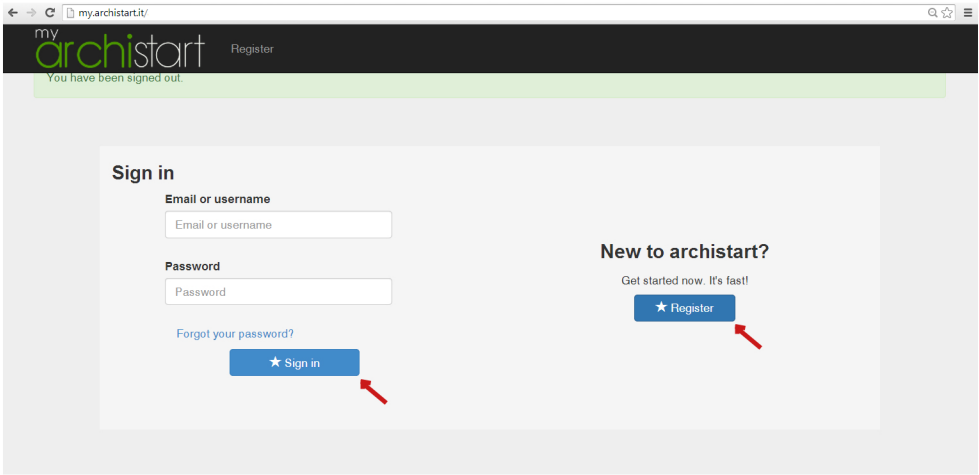 my.archistart.it/
my
archistart
Register
You have been signed out.
Sign in
Email or username
Email or username
Password
Password
Forgot your password?
Sign in
New to archistart?
Get started now. It's fast!
Register